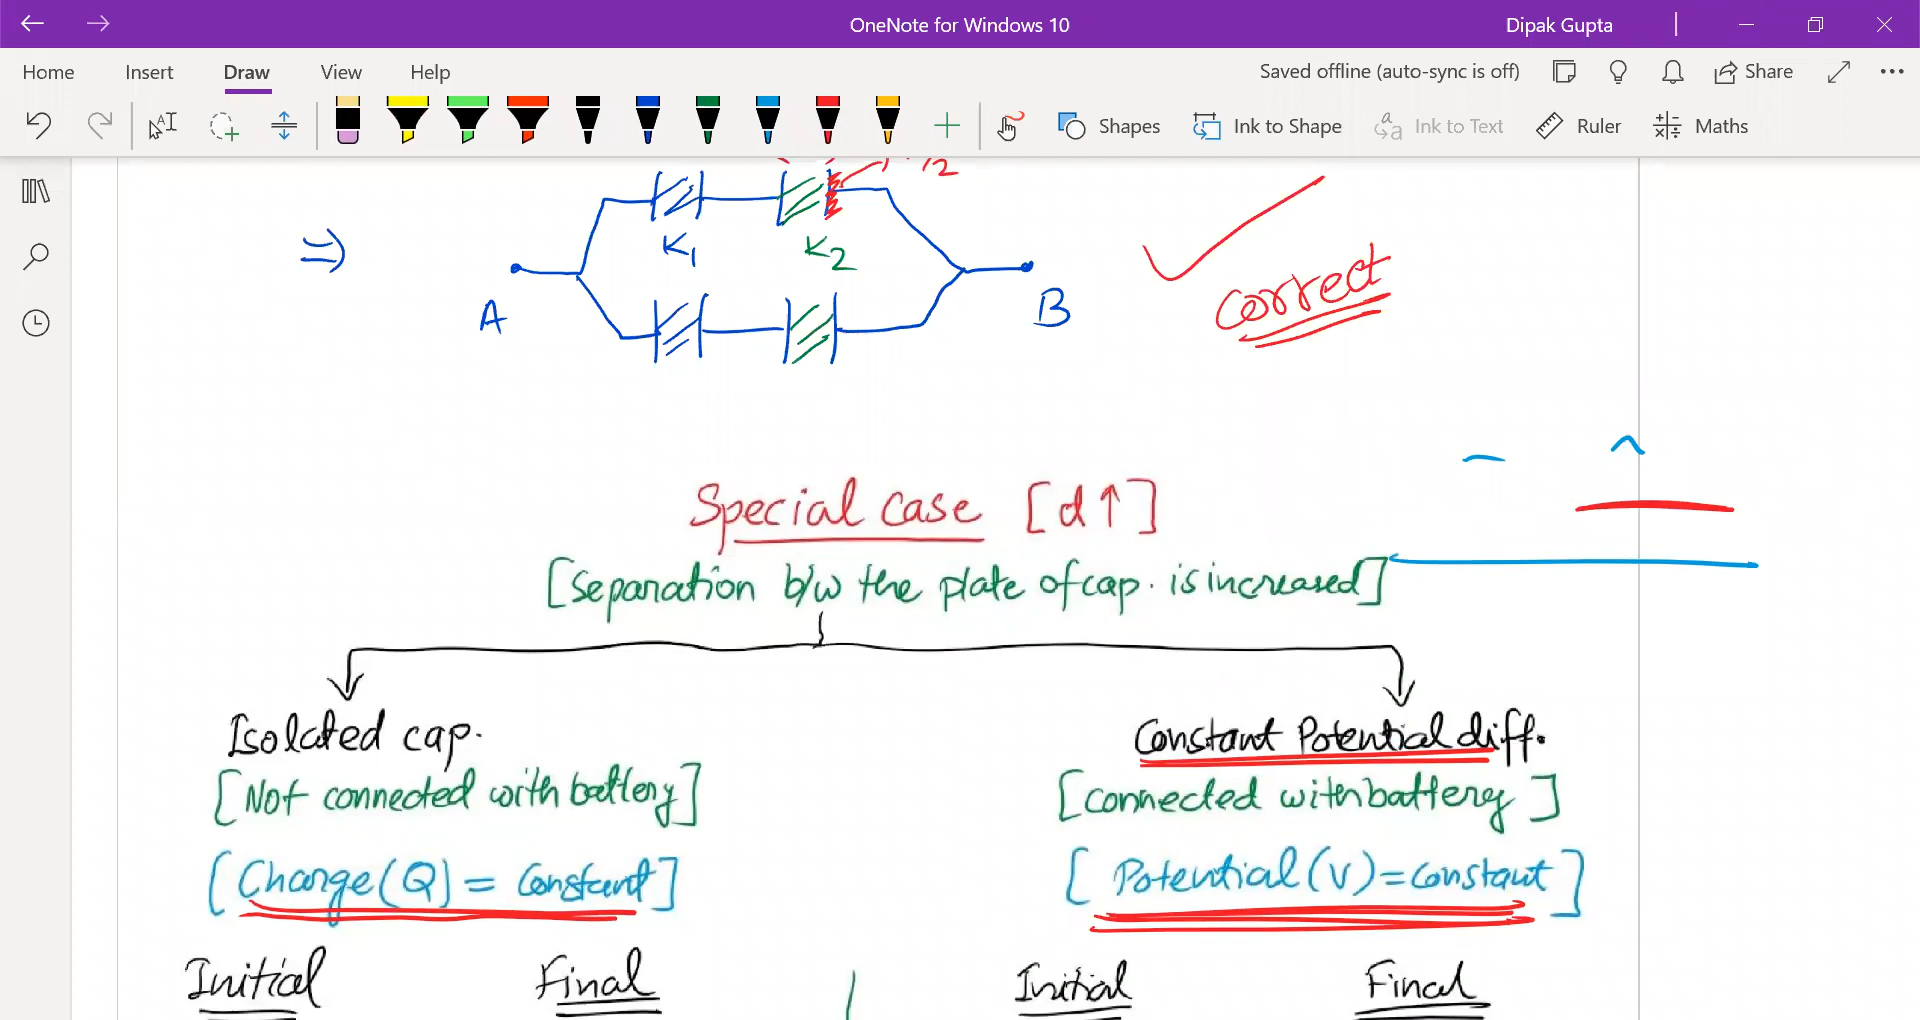 OneNote for Windows 10
Dipak Gupta
Home Insert Draw View Help
Saved offline (auto-sync is off) Share
Shapes Ink to Shape Ink to Text Ruler Maths
2
K1 K2
A B
Correct
Special case [d↑]
[Separation b/w the plate of cap. is increased]
Isolated cap.
[Not connected with battery]
[Charge(Q) = Constant]
Initial Final
Constant Potential diff.
[connected with battery]
[Potential(V)=constant]
Initial Final